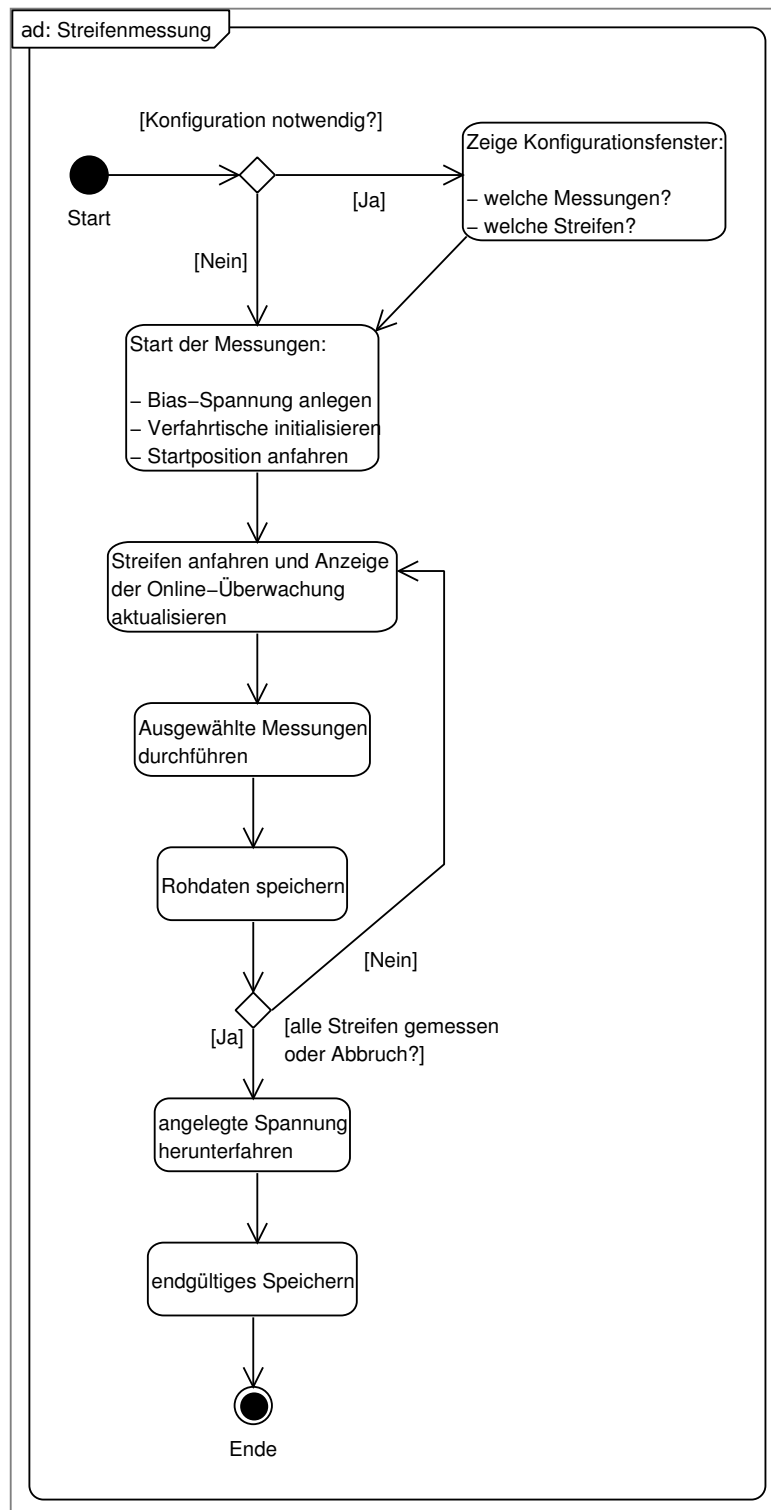 ad: Streifenmessung
[Konfiguration notwendig?]
Zeige Konfigurationsfenster:
– welche Messungen?
– welche Streifen?
Start
[Ja]
[Nein]
Start der Messungen:
– Bias–Spannung anlegen
– Verfahrtische initialisieren
– Startposition anfahren
Streifen anfahren und Anzeige
der Online–Überwachung
aktualisieren
Ausgewählte Messungen
durchführen
Rohdaten speichern
[Nein]
[Ja]
[alle Streifen gemessen
oder Abbruch?]
angelegte Spannung
herunterfahren
endgültiges Speichern
Ende